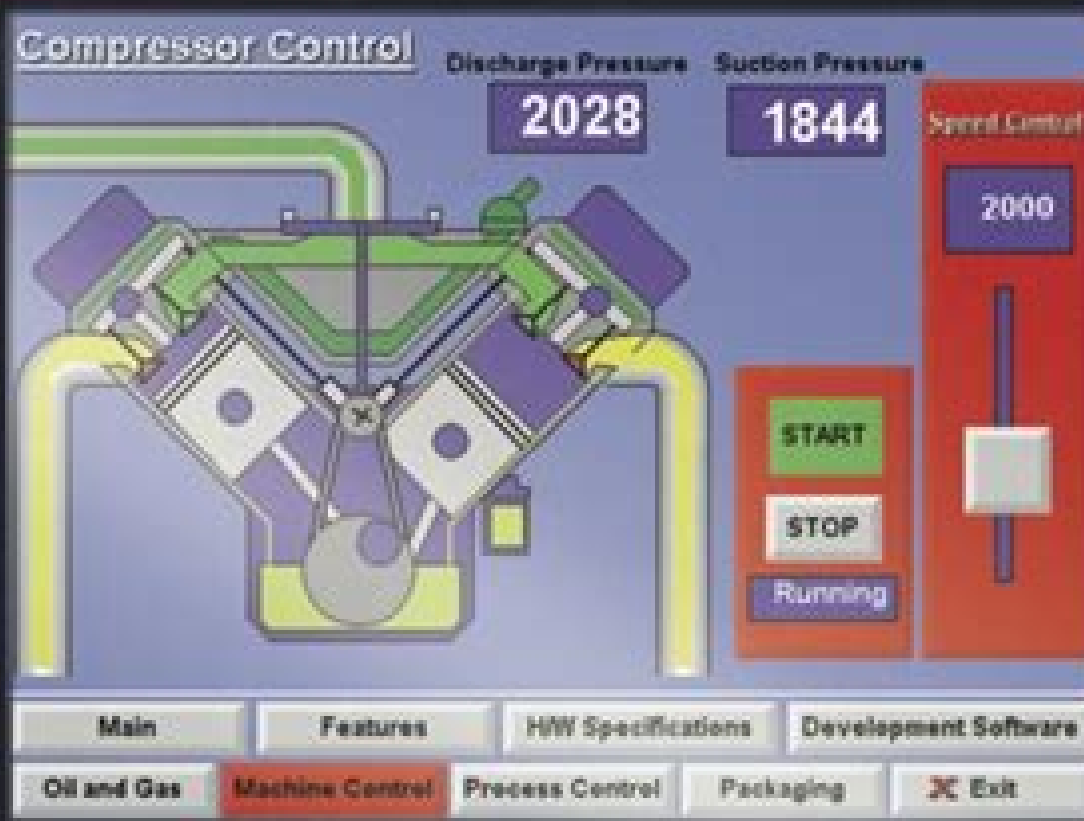 Compressor Control
Discharge Pressure
Suction Pressure
2028
1844
Speed Control
2000
START
STOP
Running
Main
Features
H/W Specifications
Development Software
Oil and Gas
Machine Control
Process Control
Packaging
Exit